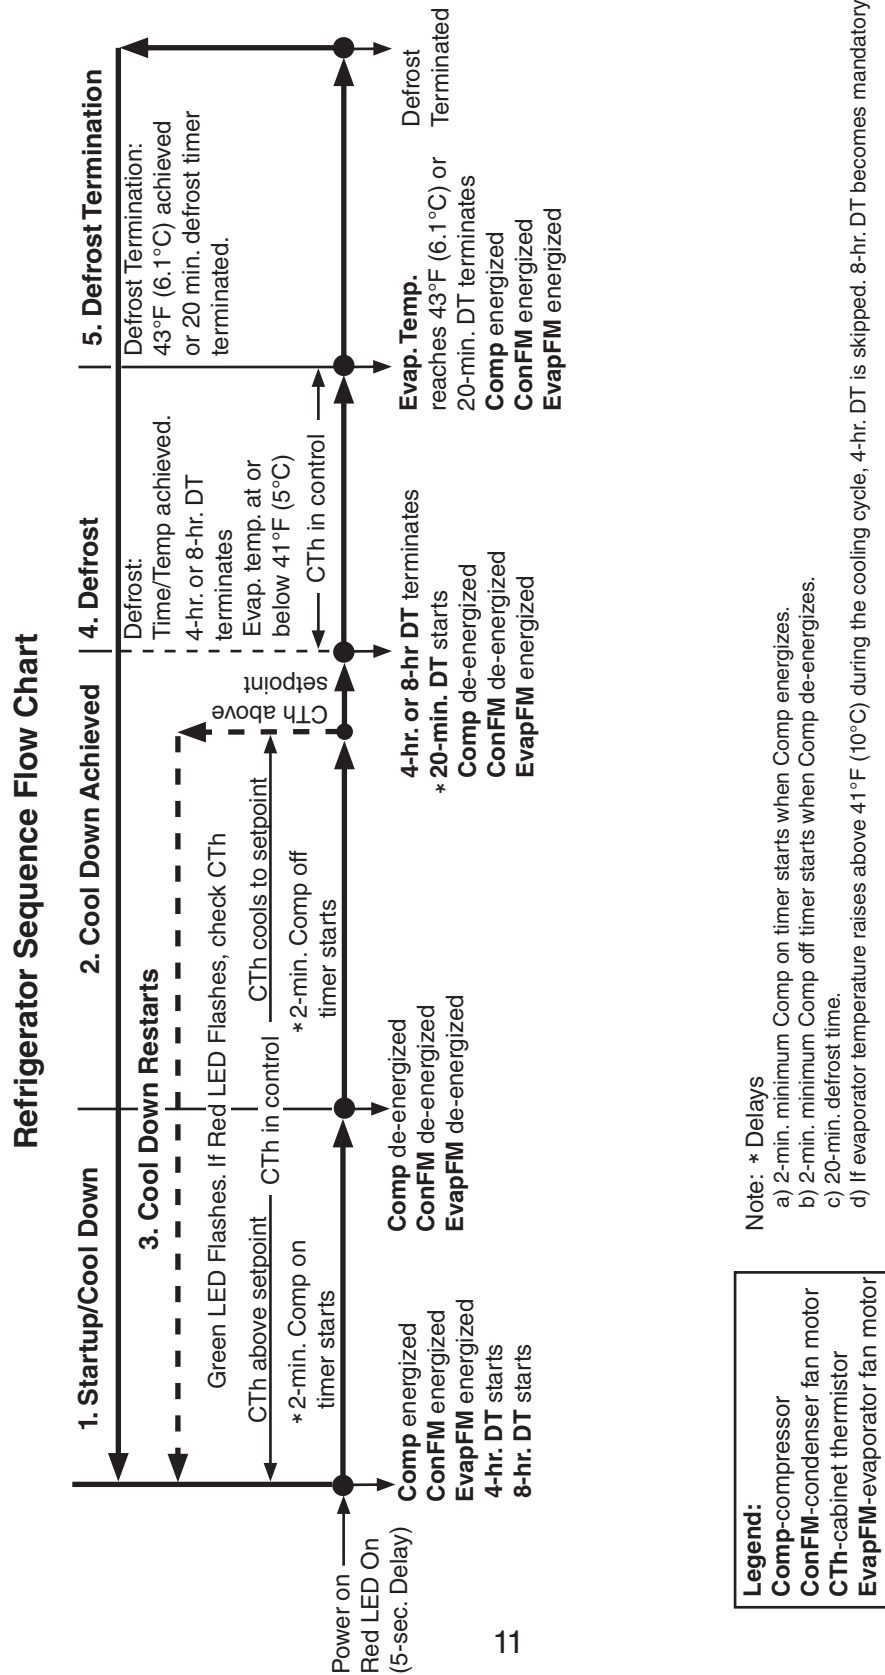 Refrigerator Sequence Flow Chart
1. Startup/Cool Down
2. Cool Down Achieved
4. Defrost
5. Defrost Termination
3. Cool Down Restarts
Green LED Flashes. If Red LED Flashes, check CTh
CTh above setpoint
CTh in control
CTh cools to setpoint
*2-min. Comp on
timer starts
*2-min. Comp off
timer starts
CTh above
setpoint
Defrost:
Time/Temp achieved.
4-hr. or 8-hr. DT
terminates
Evap. temp. at or
below 41°F (5°C)
CTh in control
Defrost Termination:
43°F (6.1°C) achieved
or 20 min. defrost timer
terminated.
Power on
Red LED On
(5-sec. Delay)
Comp energized
ConFM energized
EvapFM energized
4-hr. DT starts
8-hr. DT starts
Comp de-energized
ConFM de-energized
EvapFM de-energized
4-hr. or 8-hr DT terminates
*20-min. DT starts
Comp de-energized
ConFM de-energized
EvapFM energized
Evap. Temp.
reaches 43°F (6.1°C) or
20-min. DT terminates
Comp energized
ConFM energized
EvapFM energized
Defrost
Terminated
Legend:
Comp-compressor
ConFM-condenser fan motor
CTh-cabinet thermistor
EvapFM-evaporator fan motor
Note: * Delays
a) 2-min. minimum Comp on timer starts when Comp energizes.
b) 2-min. minimum Comp off timer starts when Comp de-energizes.
c) 20-min. defrost time.
d) If evaporator temperature raises above 41°F (10°C) during the cooling cycle, 4-hr. DT is skipped. 8-hr. DT becomes mandatory
11